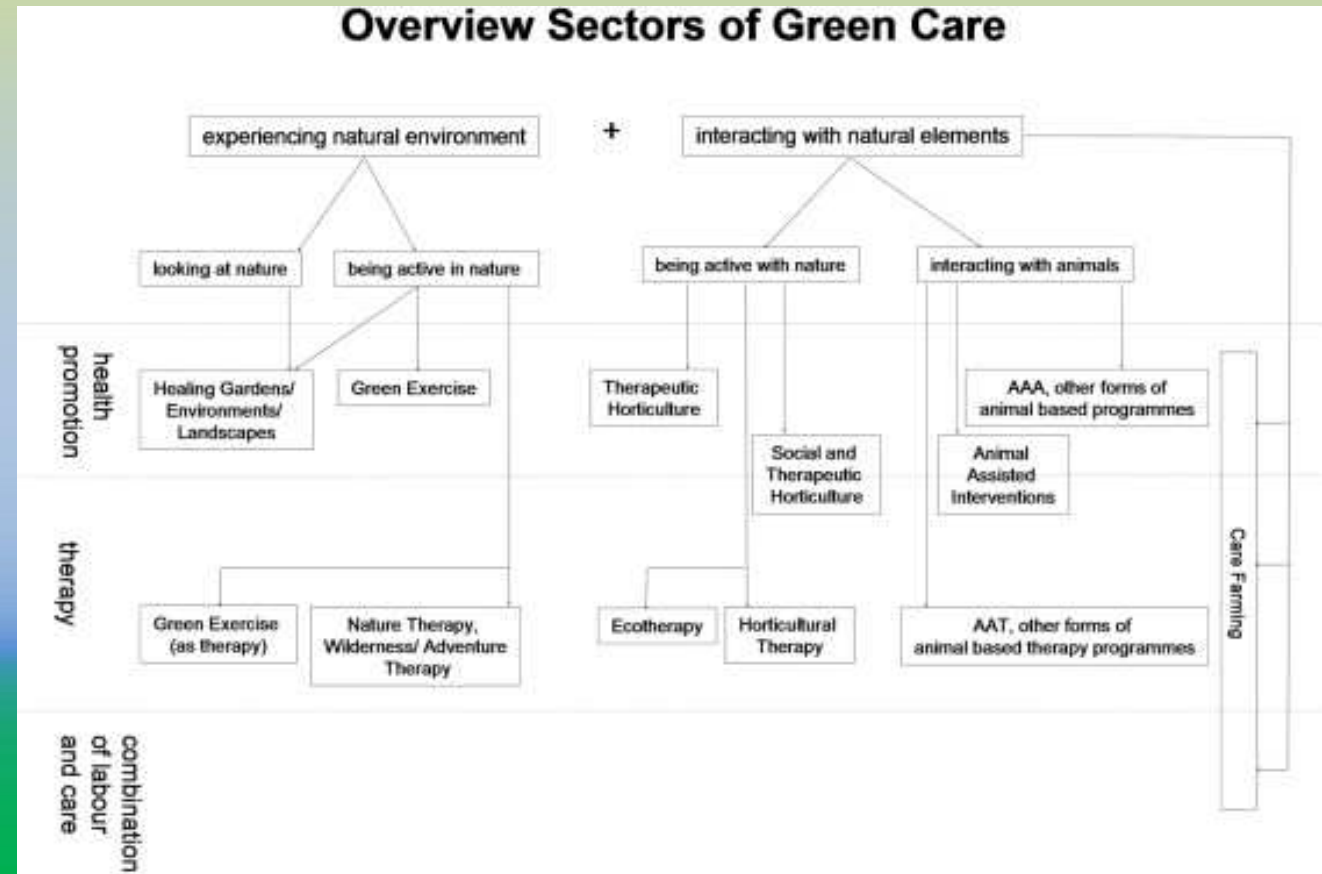 Overview Sectors of Green Care
experiencing natural environment
+
interacting with natural elements
looking at nature
being active in nature
being active with nature
interacting with animals
health
promotion
Healing Gardens/
Environments/
Landscapes
Green Exercise
Therapeutic
Horticulture
AAA, other forms of
animal based programmes
Social and
Therapeutic
Horticulture
Animal
Assisted
Interventions
Care Farming
therapy
Green Exercise
(as therapy)
Nature Therapy,
Wilderness/ Adventure
Therapy
Ecotherapy
Horticultural
Therapy
AAT, other forms of
animal based therapy programmes
combination
of labour
and care